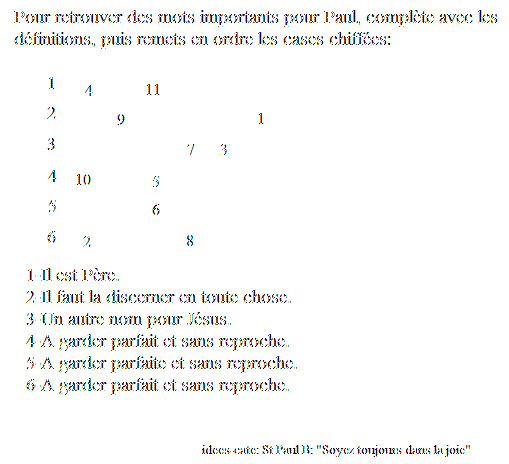 Pour retrouver des mots importants pour Paul, complète avec les
définitions, puis remets en ordre les cases chiffées:
1 4 11
2 9 1
3 7 3
4 10 5
5 6
6 2 8
1-Il est Père.
2-Il faut la discerner en toute chose.
3-Un autre nom pour Jésus.
4-A garder parfait et sans reproche.
5-A garder parfaite et sans reproche.
6-A garder parfait et sans reproche.
idees-cate: St Paul B: "Soyez toujours dans la joie"